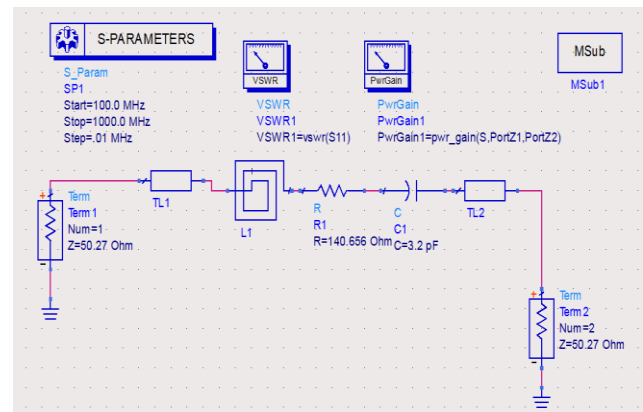 S-PARAMETERS
S_Param
SP1
Start=100.0 MHz
Stop=1000.0 MHz
Step=.01 MHz
VSWR
VSWR
VSWR1
VSWR1=vswr(S11)
PwrGain
PwrGain
PwrGain1
PwrGain1=pwr_gain(S,PortZ1,PortZ2)
MSub
MSub1
+
Term
Term1
Num=1
Z=50.27 Ohm
-
TL1
L1
R
R1
R=140.656 Ohm
C
C1
C=3.2 pF
TL2
+
Term
Term2
Num=2
Z=50.27 Ohm
-